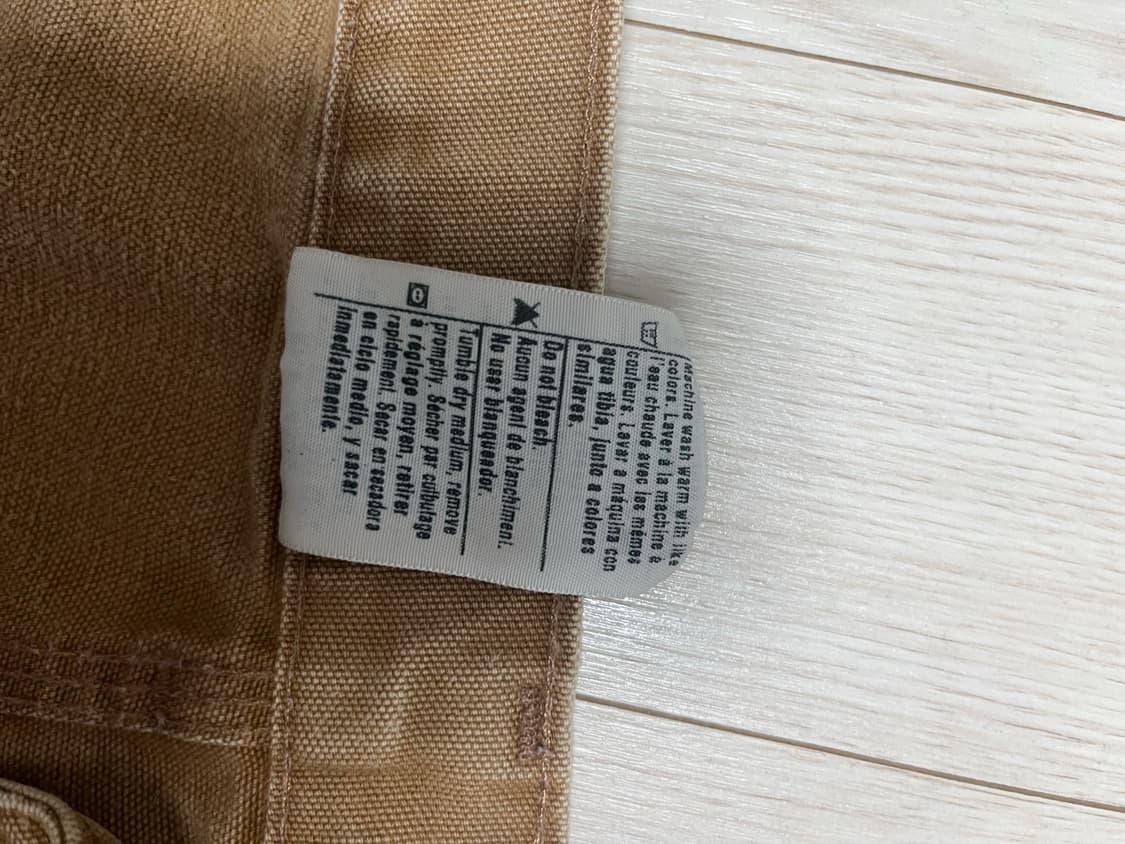 Machine wash warm with like
colors. Laver à la machine à
l'eau chaude avec les mêmes
couleurs. Lavar a máquina con
agua tibia, junto a colores
similares.
Do not bleach.
Aucun agent de blanchiment.
No usar blanqueador.
Tumble dry medium, remove
promptly. Sécher par culbutage
à réglage moyen, retirer
rapidement. Secar en secadora
en ciclo medio, y sacar
inmediatamente.